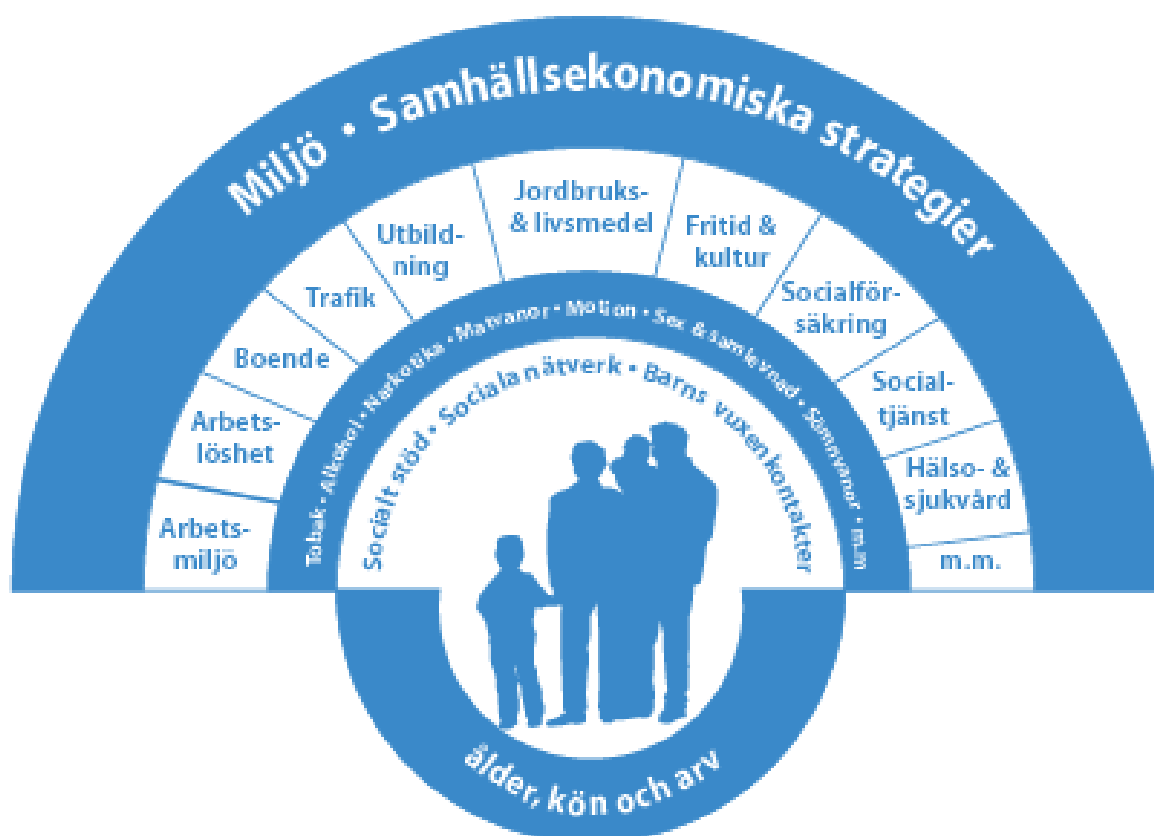 Miljö • Samhällsekonomiska strategier
Arbets-
miljö
Arbets-
löshet
Boende
Trafik
Utbild-
ning
Jordbruks-
& livsmedel
Fritid &
kultur
Socialför-
säkring
Social-
tjänst
Hälso- &
sjukvård
m.m.
Tobak • Alkohol • Narkotika • Matvanor • Motion • Sex & samlevnad • Sömnvanor • m.m
Socialt stöd • Sociala nätverk • Barns vuxenkontakter
ålder, kön och arv